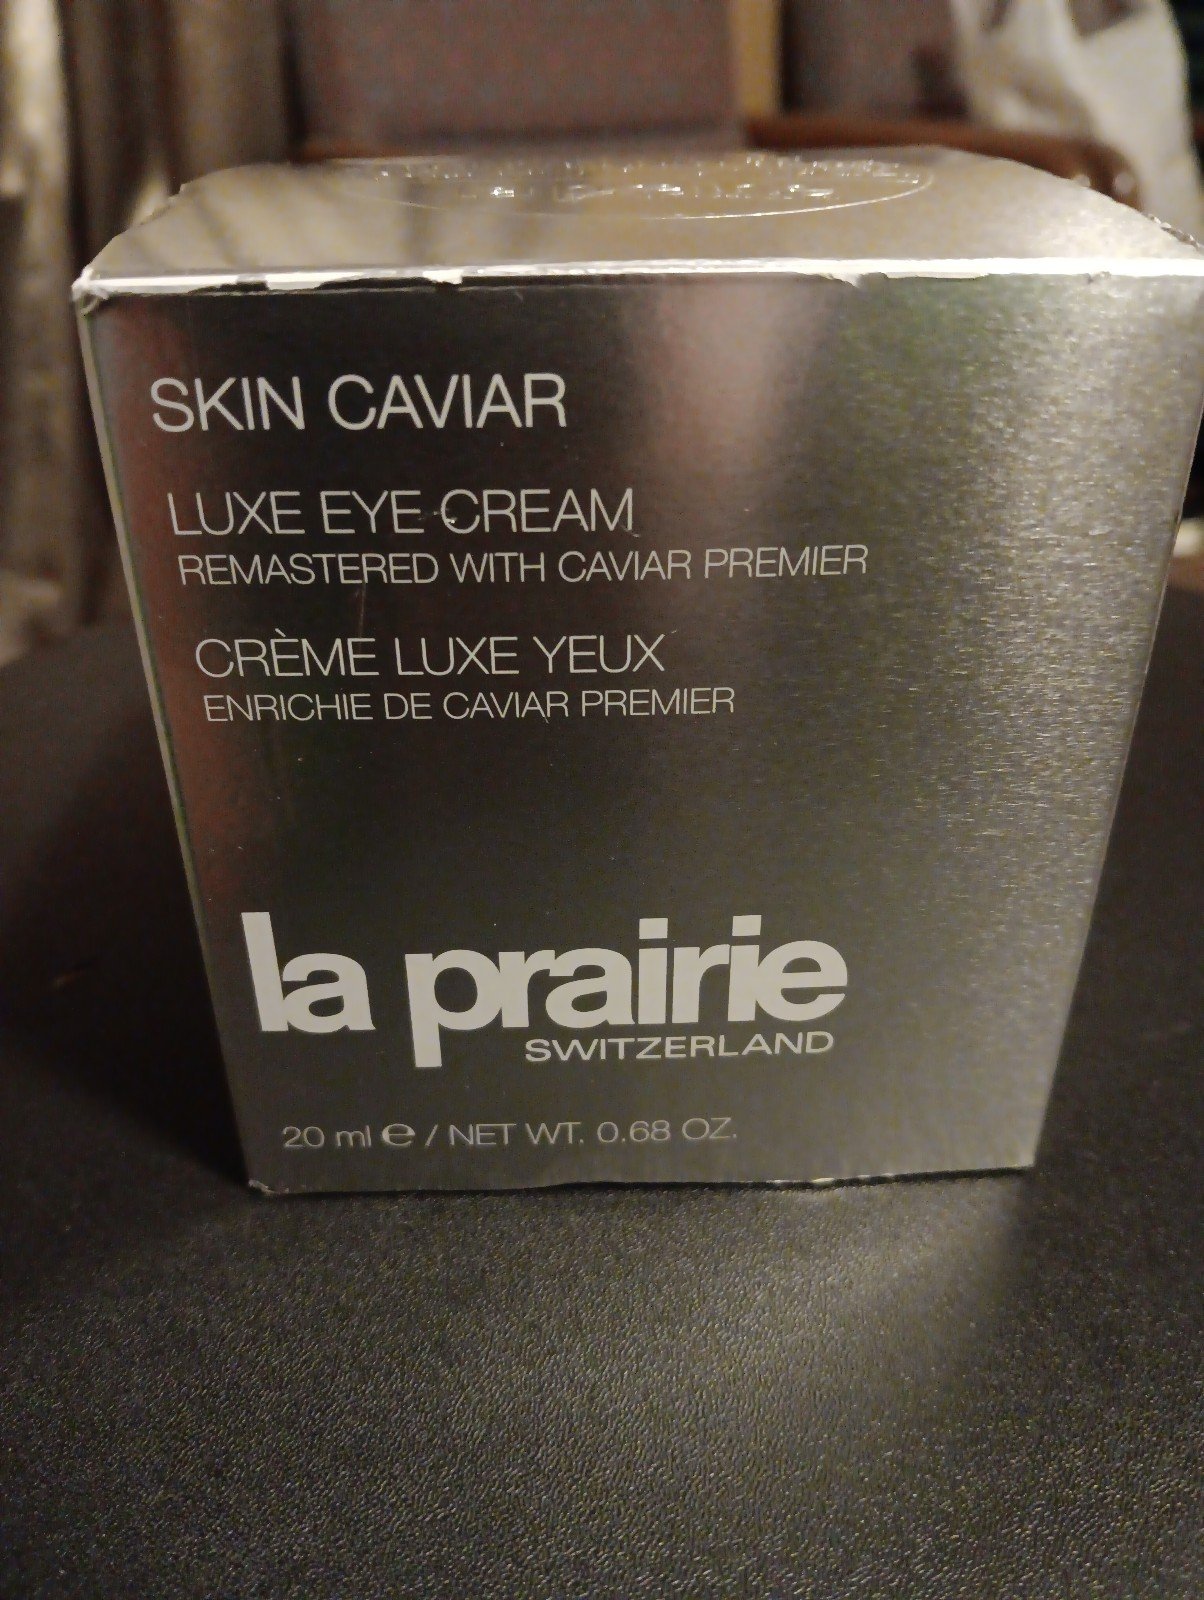 SKIN CAVIAR
LUXE EYE CREAM
REMASTERED WITH CAVIAR PREMIER
CRÈME LUXE YEUX
ENRICHIE DE CAVIAR PREMIER
la prairie
SWITZERLAND
20 ml ℮ / NET WT. 0.68 OZ.